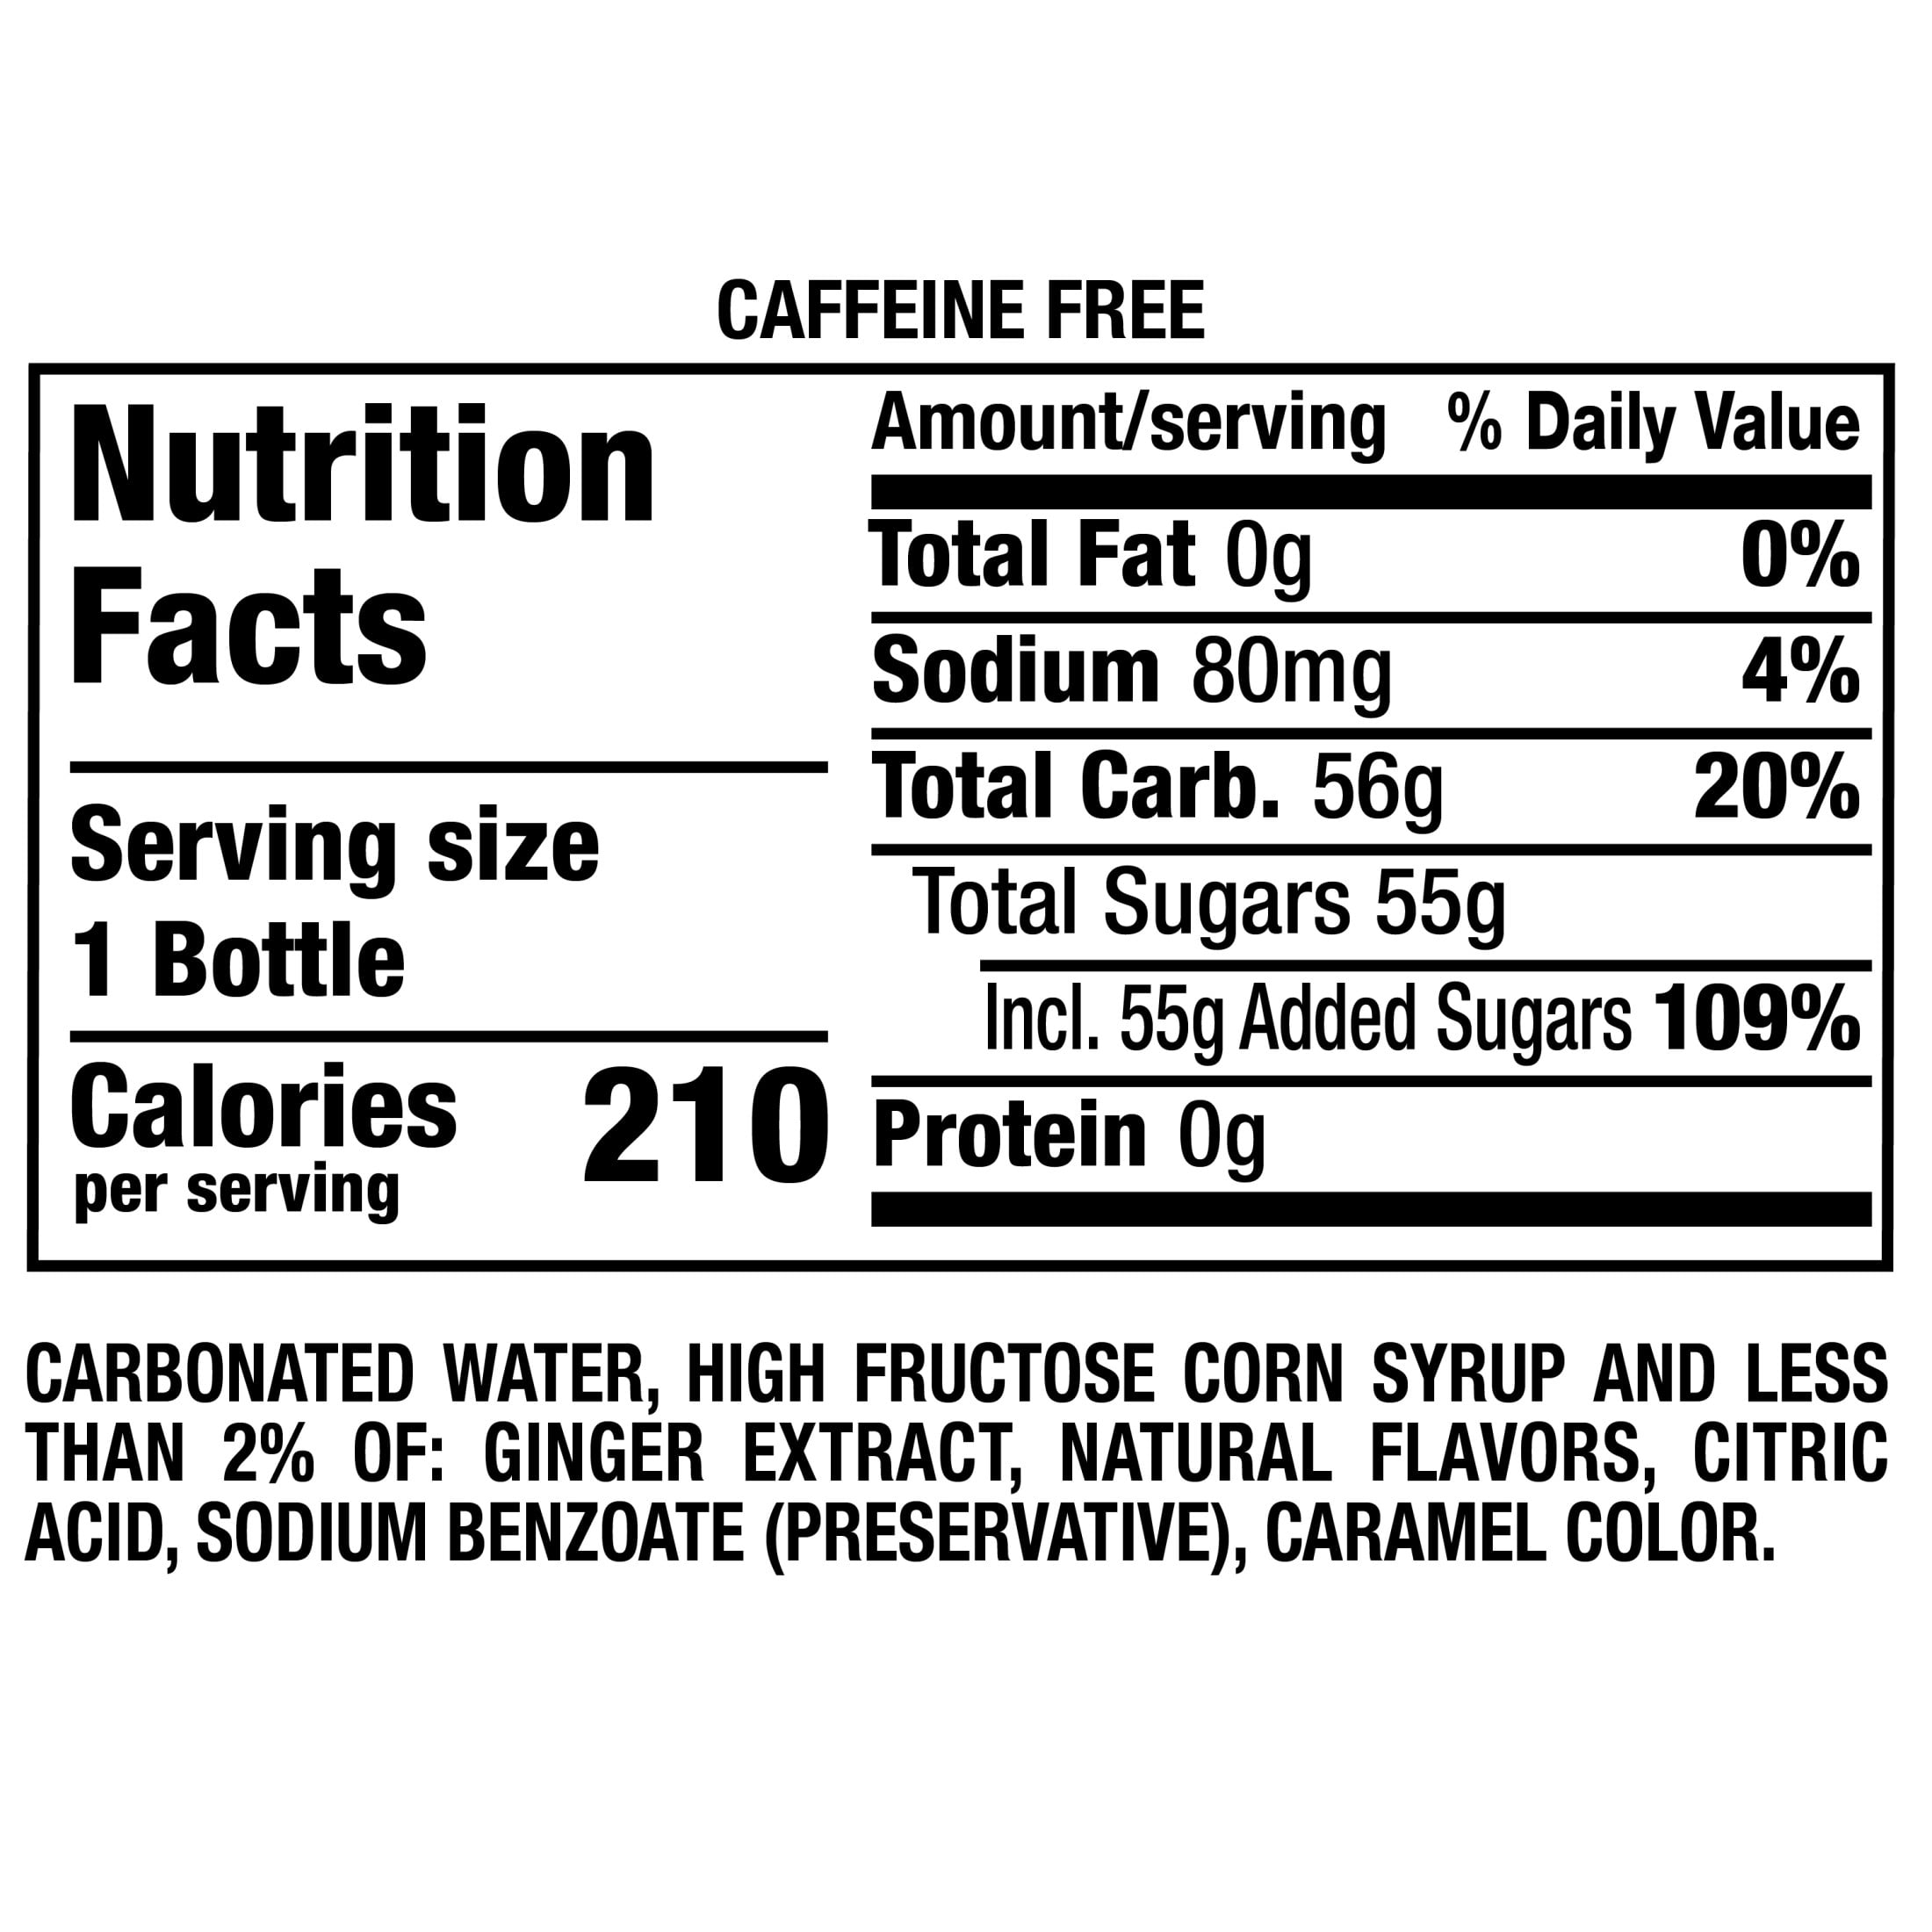 CAFFEINE FREE
Nutrition
Facts
Serving size
1 Bottle
Calories 210
per serving
Amount/serving % Daily Value
Total Fat 0g 0%
Sodium 80mg 4%
Total Carb. 56g 20%
Total Sugars 55g
Incl. 55g Added Sugars 109%
Protein 0g
CARBONATED WATER, HIGH FRUCTOSE CORN SYRUP AND LESS
THAN 2% OF: GINGER EXTRACT, NATURAL FLAVORS, CITRIC
ACID, SODIUM BENZOATE (PRESERVATIVE), CARAMEL COLOR.